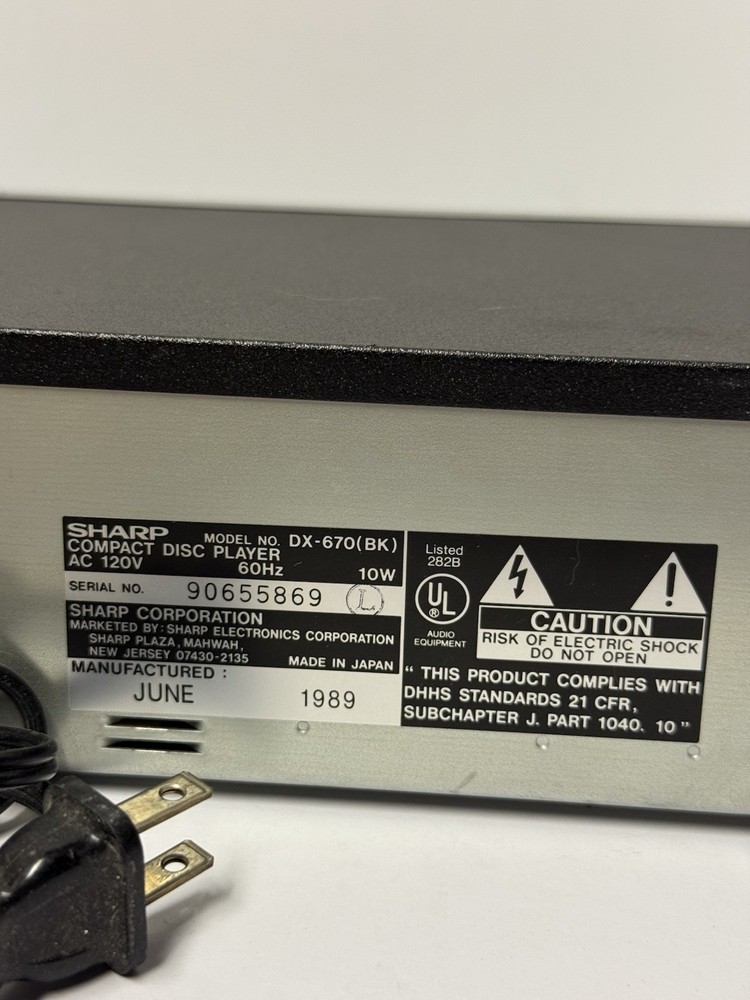 SHARP
MODEL NO. DX-670(BK)
COMPACT DISC PLAYER
AC 120V 60Hz 10W
SERIAL NO. 90655869 L
SHARP CORPORATION
MARKETED BY: SHARP ELECTRONICS CORPORATION
SHARP PLAZA, MAHWAH,
NEW JERSEY 07430-2135
MADE IN JAPAN
MANUFACTURED :
JUNE 1989
Listed
282B
UL
®
AUDIO
EQUIPMENT
CAUTION
RISK OF ELECTRIC SHOCK
DO NOT OPEN
“ THIS PRODUCT COMPLIES WITH
DHHS STANDARDS 21 CFR,
SUBCHAPTER J. PART 1040. 10 ”